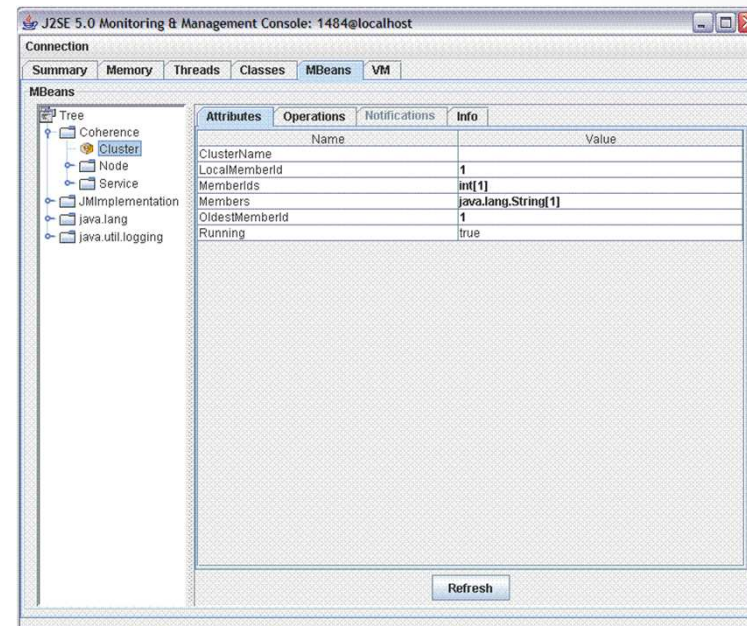 J2SE 5.0 Monitoring & Management Console: 1484@localhost
Connection
Summary Memory Threads Classes MBeans VM
MBeans
Tree
Coherence
Cluster
Node
Service
JMImplementation
java.lang
java.util.logging
Attributes Operations Notifications Info
Name Value
ClusterName
LocalMemberId 1
MemberIds int[1]
Members java.lang.String[1]
OldestMemberId 1
Running true
Refresh